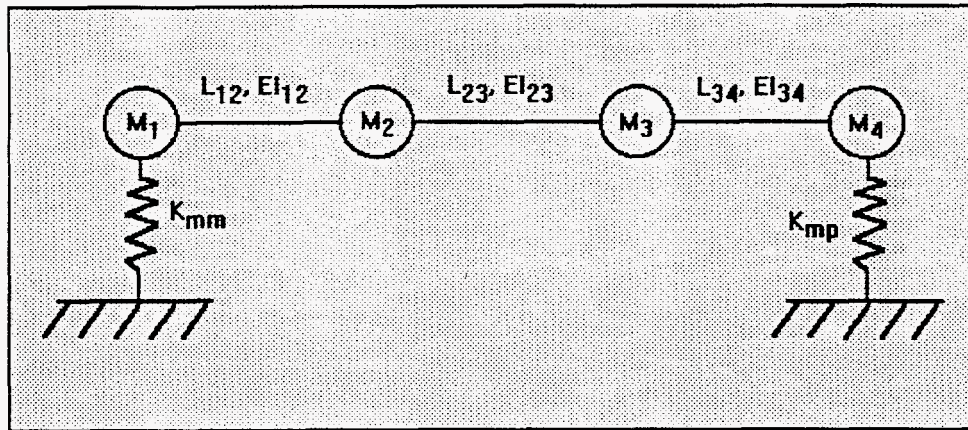 L12, EI12
L23, EI23
L34, EI34
M1
M2
M3
M4
Kmm
Kmp